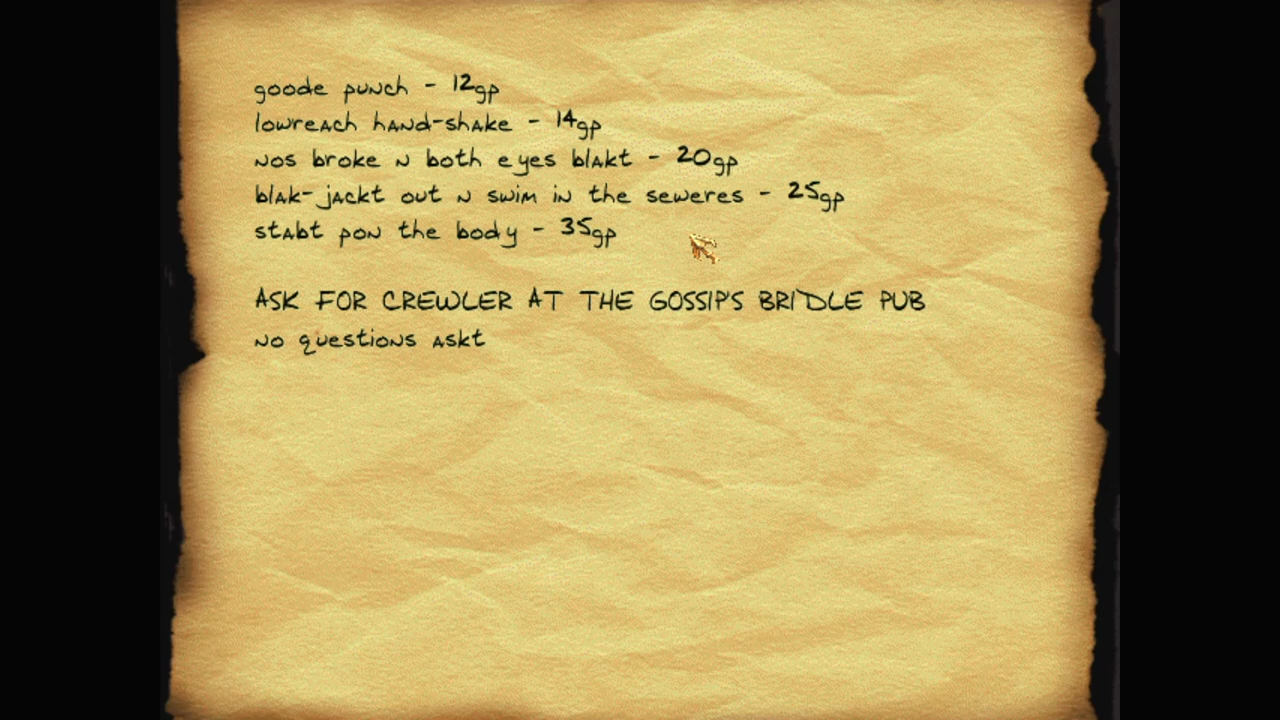 goode punch - 12gp
lowreach hand-shake - 14gp
nos broke n both eyes blakt - 20gp
blak-jackt out n swim in the seweres - 25gp
stabt pon the body - 35gp
ASK FOR CREWLER AT THE GOSSIP'S BRIDLE PUB
no questions askt